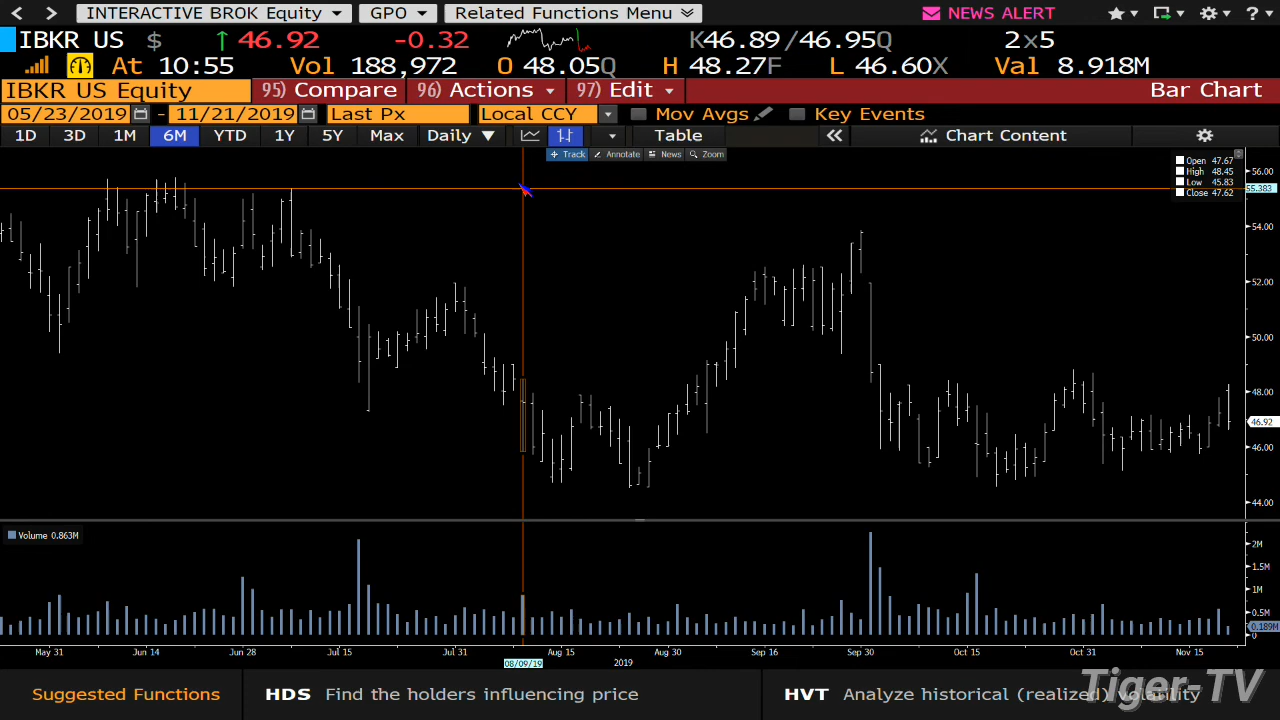 INTERACTIVE BROK Equity GPO Related Functions Menu NEWS ALERT ?
IBKR US $ ↑ 46.92 -0.32 K46.89/46.95Q 2×5
At 10:55 Vol 188,972 O 48.05Q H 48.27F L 46.60X Val 8.918M
IBKR US Equity 95) Compare 96) Actions 97) Edit Bar Chart
05/23/2019 - 11/21/2019 Last Px Local CCY Mov Avgs Key Events
1D 3D 1M 6M YTD 1Y 5Y Max Daily ▼ Table « Chart Content
Track Annotate News Zoom
Open 47.67
High 48.45
Low 45.83
Close 47.62
56.00
55.383
54.00
52.00
50.00
48.00
46.92
46.00
44.00
Volume 0.863M
2M
1.5M
1M
0.5M
0.189M
0
May 31 Jun 14 Jun 28 Jul 15 Jul 31 Aug 15 Aug 30 Sep 16 Sep 30 Oct 15 Oct 31 Nov 15
08/09/19 2019
Suggested Functions HDS Find the holders influencing price HVT Analyze historical (realized) volatility
Tiger-TV